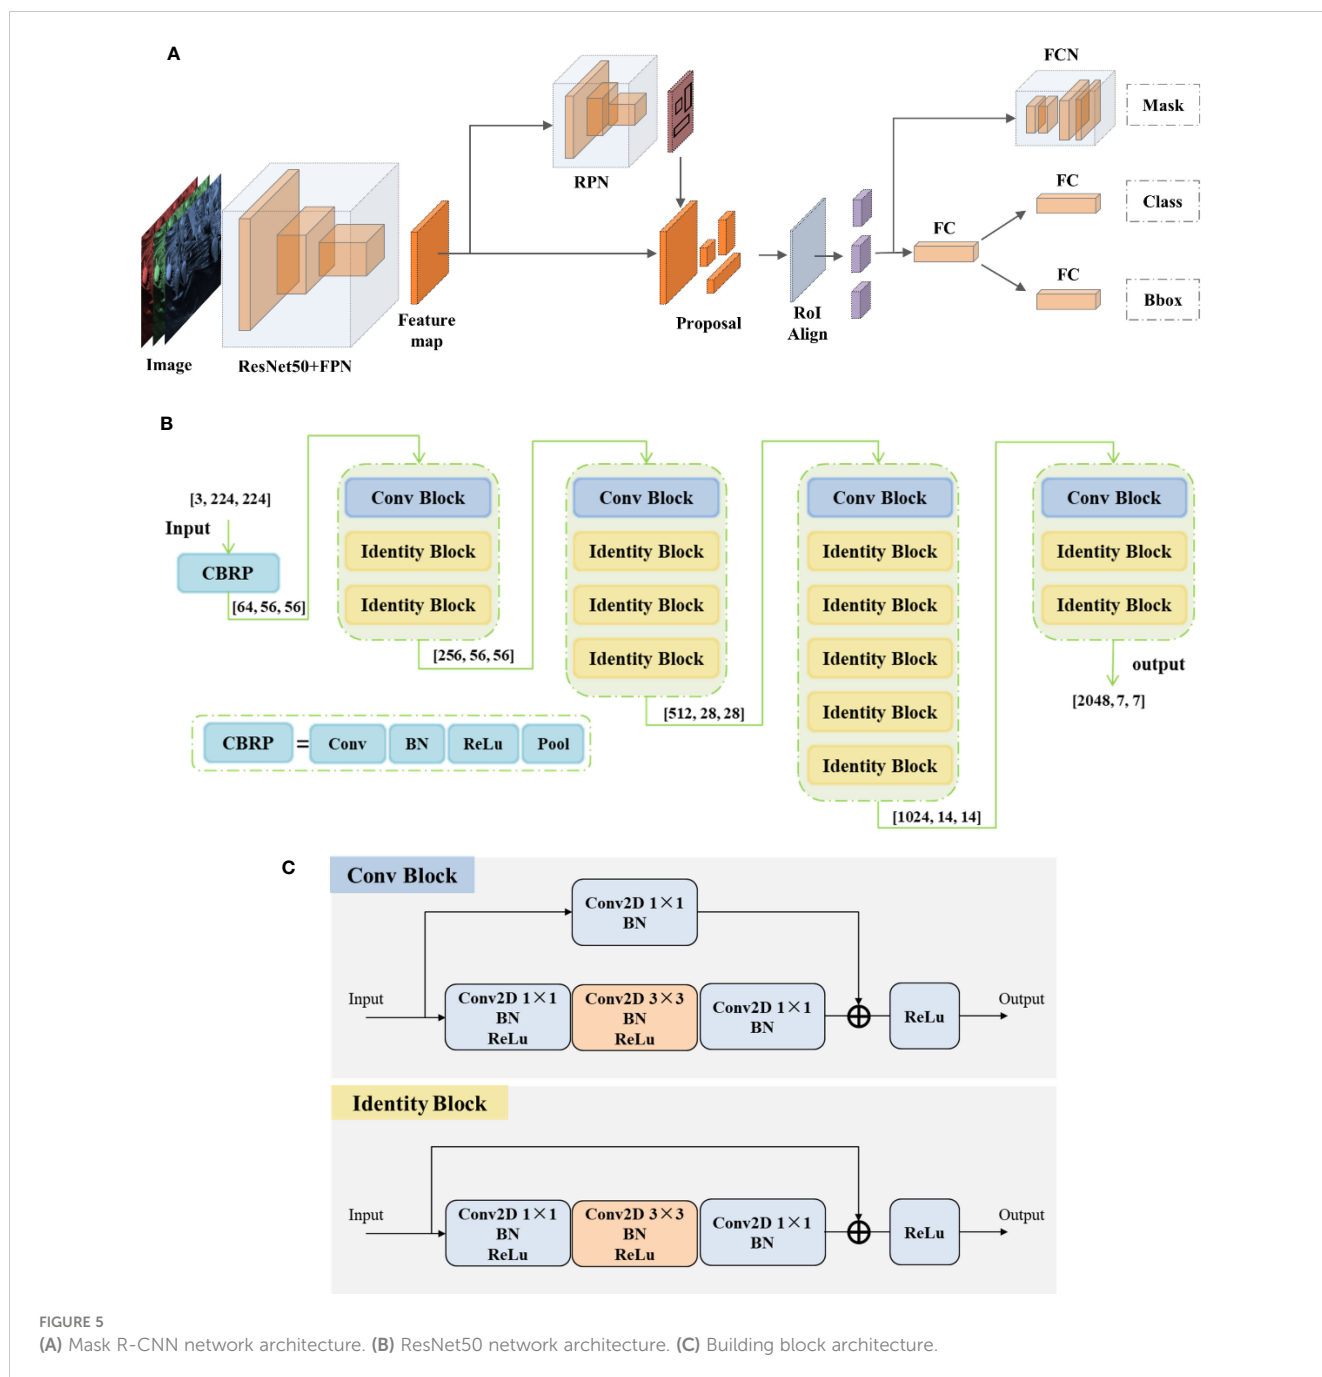 A
FCN
Mask
RPN
FC
Class
FC
FC
Bbox
Feature
map
Proposal
RoI
Align
Image
ResNet50+FPN
B
[3, 224, 224]
Input
CBRP
[64, 56, 56]
Conv Block
Identity Block
Identity Block
[256, 56, 56]
Conv Block
Identity Block
Identity Block
Identity Block
[512, 28, 28]
Conv Block
Identity Block
Identity Block
Identity Block
Identity Block
Identity Block
[1024, 14, 14]
Conv Block
Identity Block
Identity Block
output
[2048, 7, 7]
CBRP = Conv BN ReLu Pool
C
Conv Block
Conv2D 1×1
BN
Input
Conv2D 1×1
BN
ReLu
Conv2D 3×3
BN
ReLu
Conv2D 1×1
BN
ReLu
Output
Identity Block
Input
Conv2D 1×1
BN
ReLu
Conv2D 3×3
BN
ReLu
Conv2D 1×1
BN
ReLu
Output
FIGURE 5
(A) Mask R-CNN network architecture. (B) ResNet50 network architecture. (C) Building block architecture.